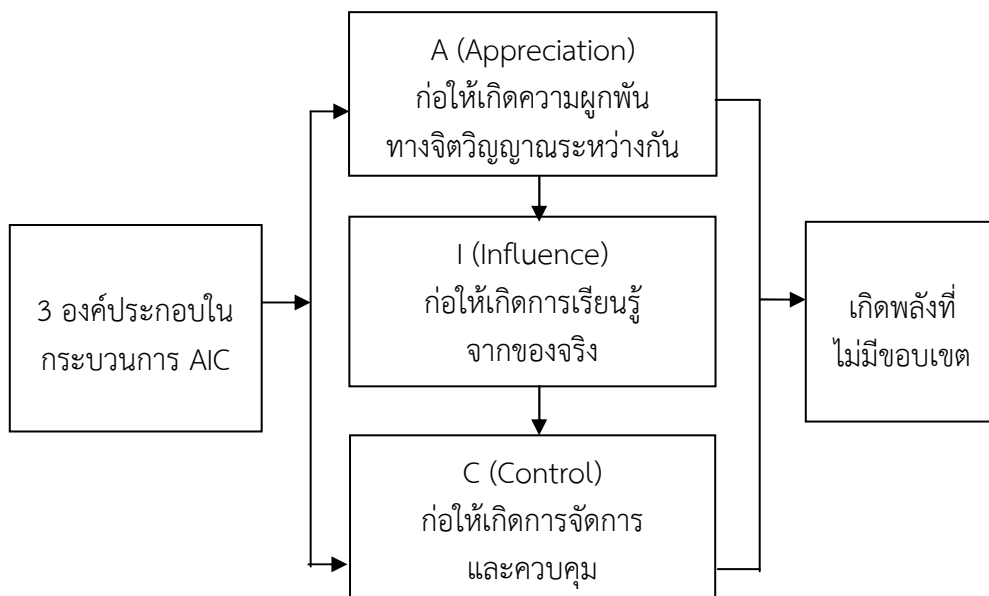 A (Appreciation)
ก่อให้เกิดความผูกพัน
ทางจิตวิญญาณระหว่างกัน
3 องค์ประกอบใน
กระบวนการ AIC
I (Influence)
ก่อให้เกิดการเรียนรู้
จากของจริง
C (Control)
ก่อให้เกิดการจัดการ
และควบคุม
เกิดพลังที่
ไม่มีขอบเขต